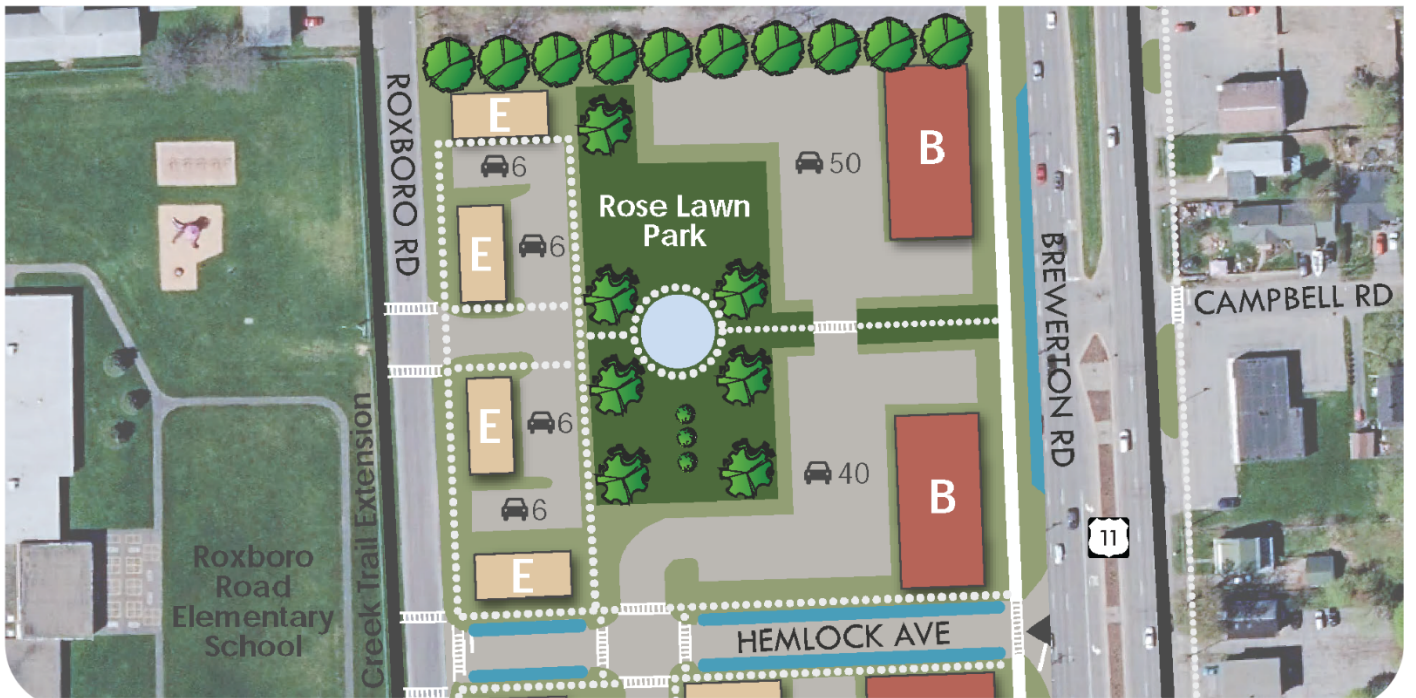 ROXBORO RD
E
6
E
6
E
6
6
E
Rose Lawn
Park
50
40
B
B
BREWERTON RD
CAMPBELL RD
11
HEMLOCK AVE
Creek Trail Extension
Roxboro
Road
Elementary
School